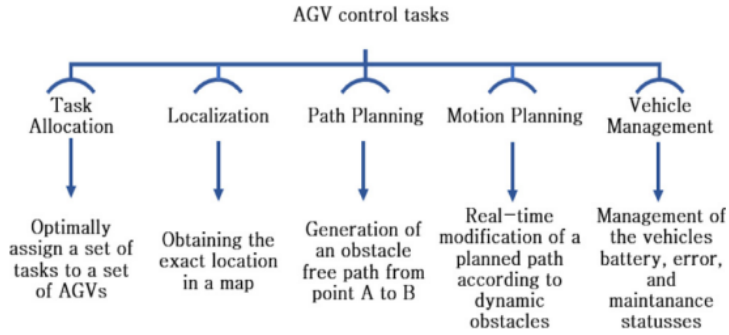 AGV control tasks
Task
Allocation
Localization
Path Planning
Motion Planning
Vehicle
Management
Optimally
assign a set of
tasks to a set
of AGVs
Obtaining the
exact location
in a map
Generation of
an obstacle
free path from
point A to B
Real-time
modification of a
planned path
according to
dynamic
obstacles
Management of
the vehicles
battery, error,
and
maintanance
statusses